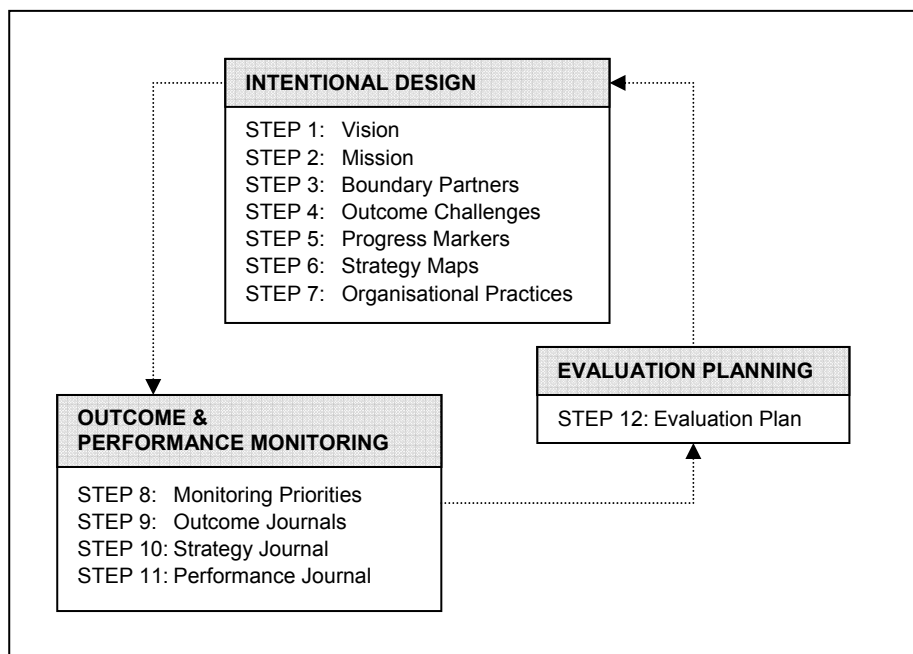 INTENTIONAL DESIGN
STEP 1: Vision
STEP 2: Mission
STEP 3: Boundary Partners
STEP 4: Outcome Challenges
STEP 5: Progress Markers
STEP 6: Strategy Maps
STEP 7: Organisational Practices
OUTCOME &
PERFORMANCE MONITORING
STEP 8: Monitoring Priorities
STEP 9: Outcome Journals
STEP 10: Strategy Journal
STEP 11: Performance Journal
EVALUATION PLANNING
STEP 12: Evaluation Plan